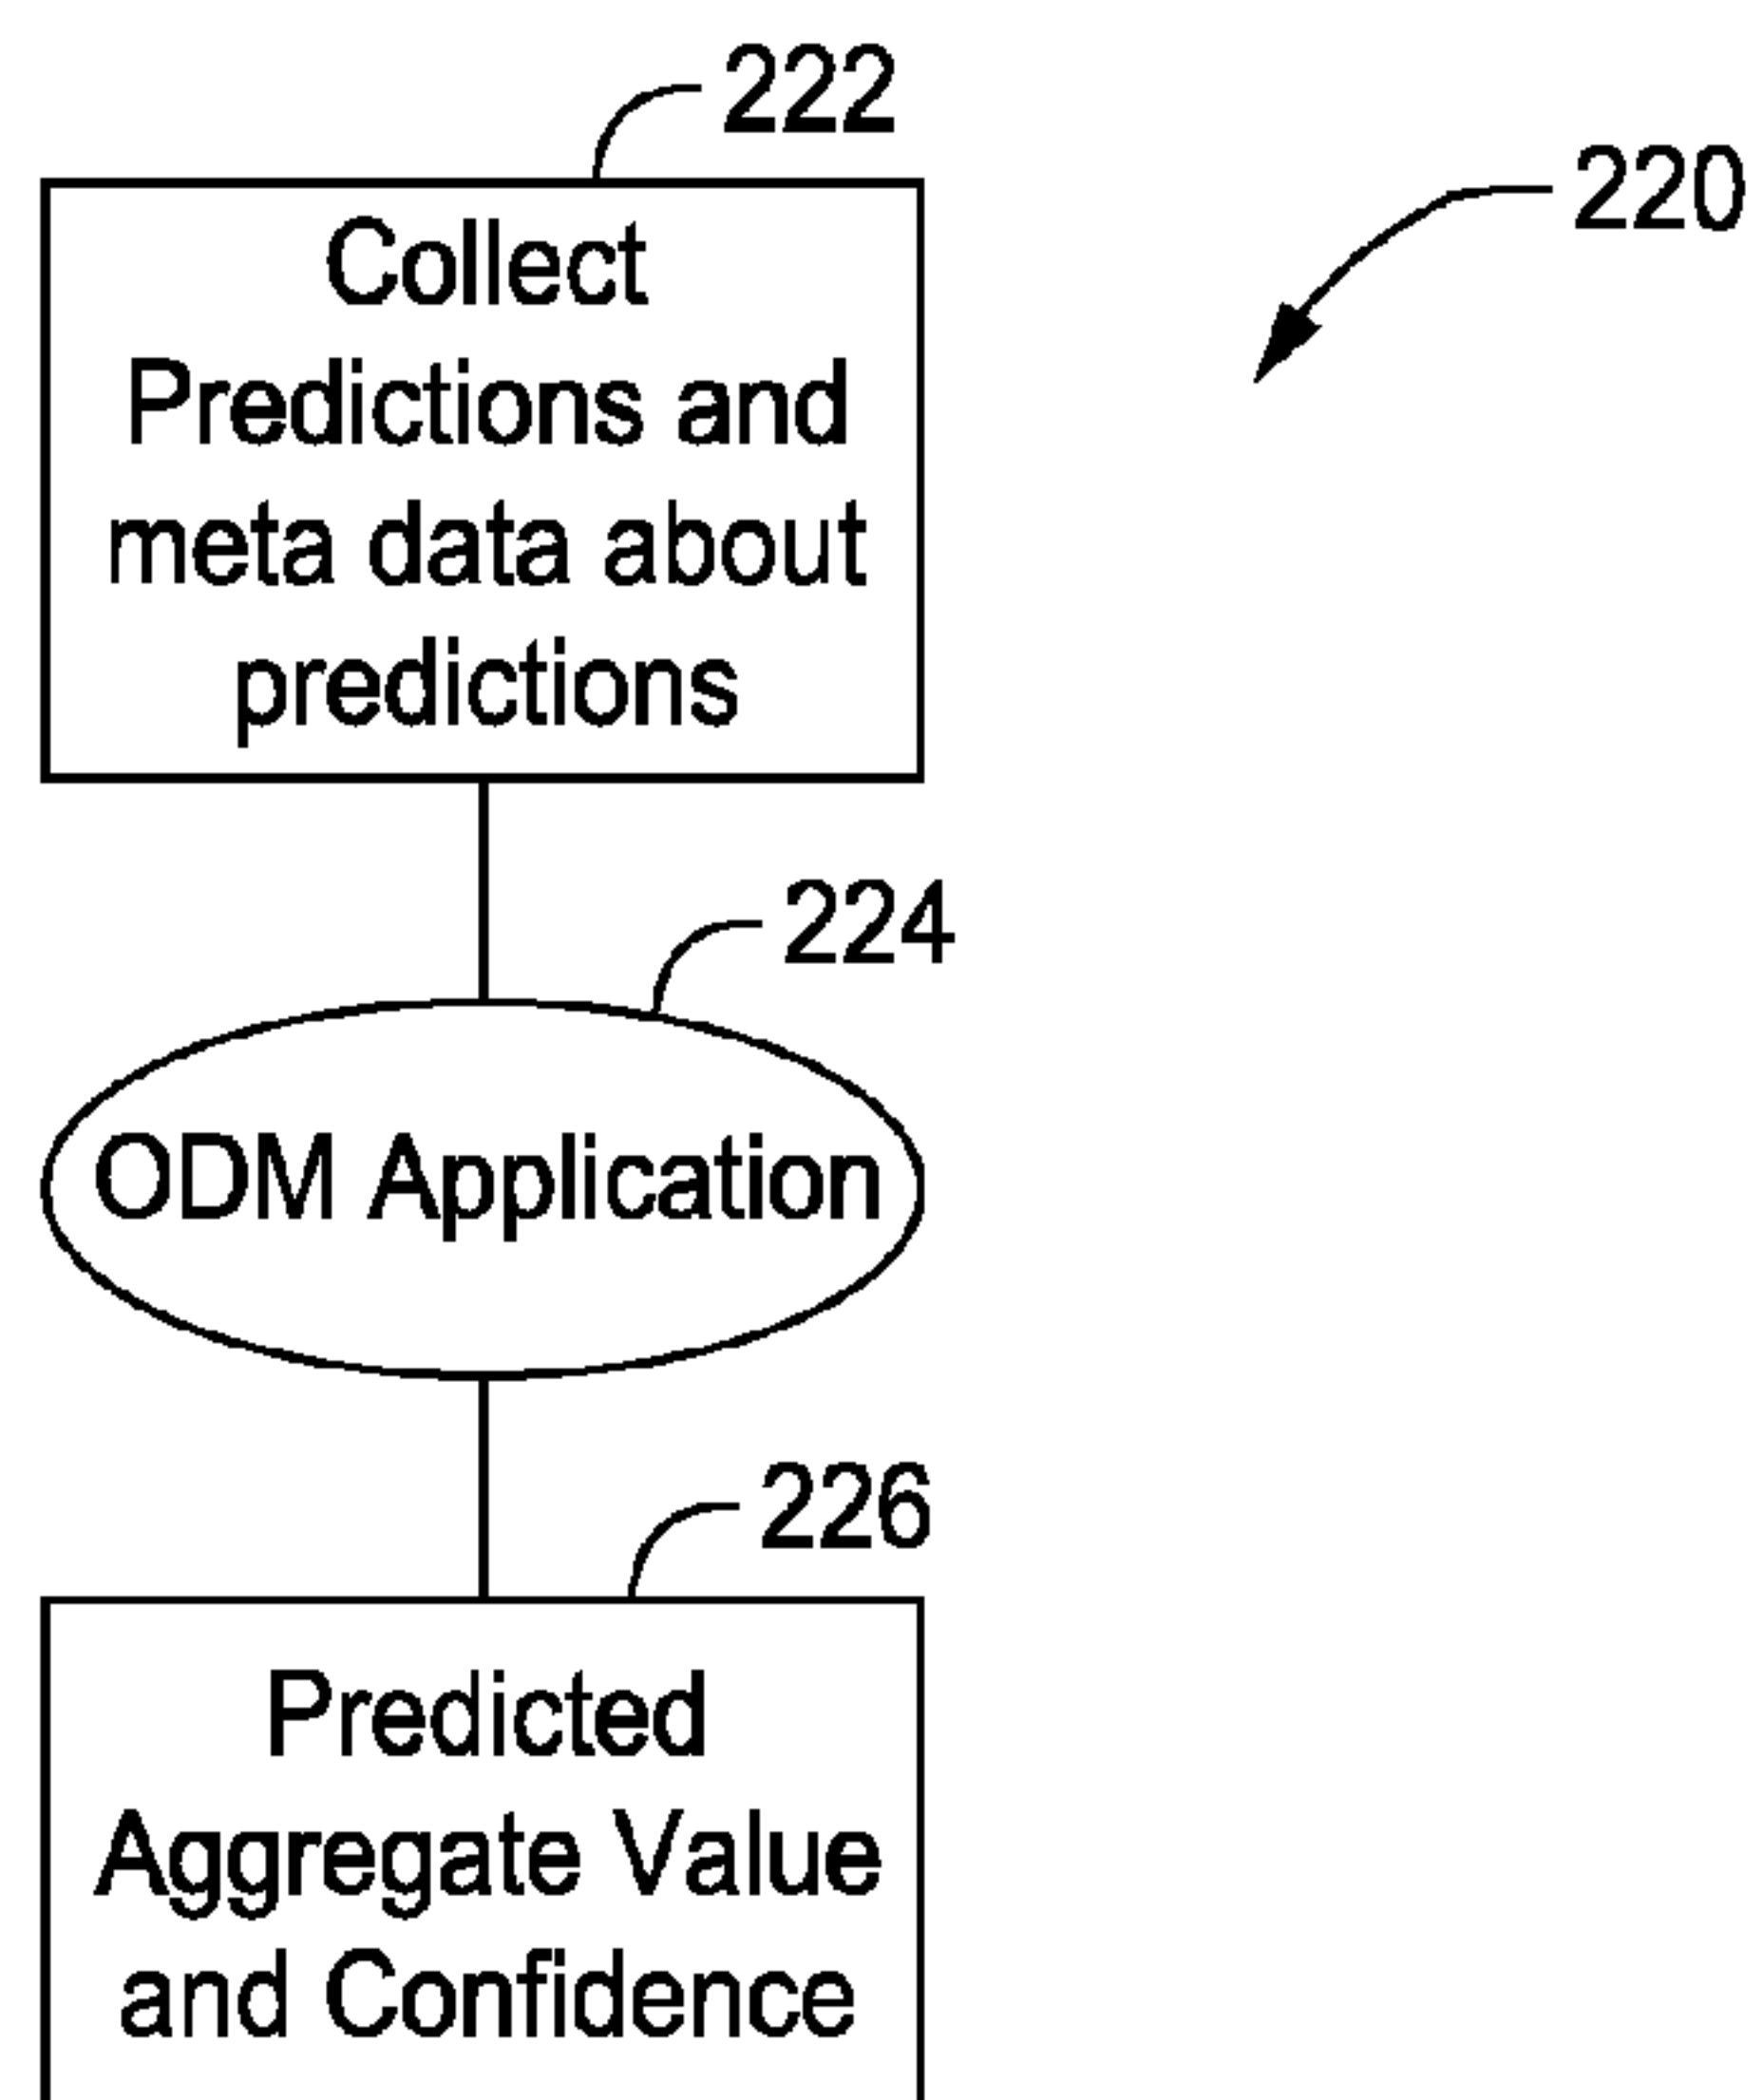 222
220
Collect
Predictions and
meta data about
predictions
224
ODM Application
226
Predicted
Aggregate Value
and Confidence